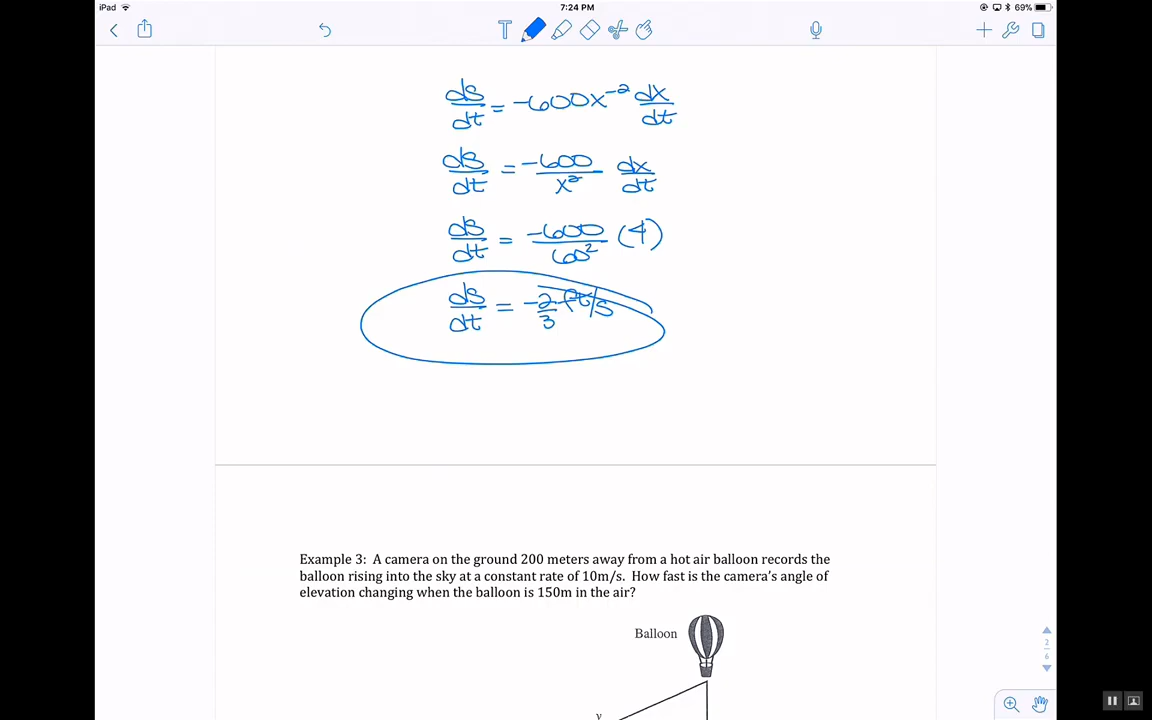 iPad 7:24 PM 69%
T
ds/dt = -600x^-2 dx/dt
ds/dt = -600/x^2 dx/dt
ds/dt = -600/60^2 (4)
ds/dt = -2/3 ft/s
Example 3: A camera on the ground 200 meters away from a hot air balloon records the
balloon rising into the sky at a constant rate of 10m/s. How fast is the camera's angle of
elevation changing when the balloon is 150m in the air?
Balloon
y
2
6